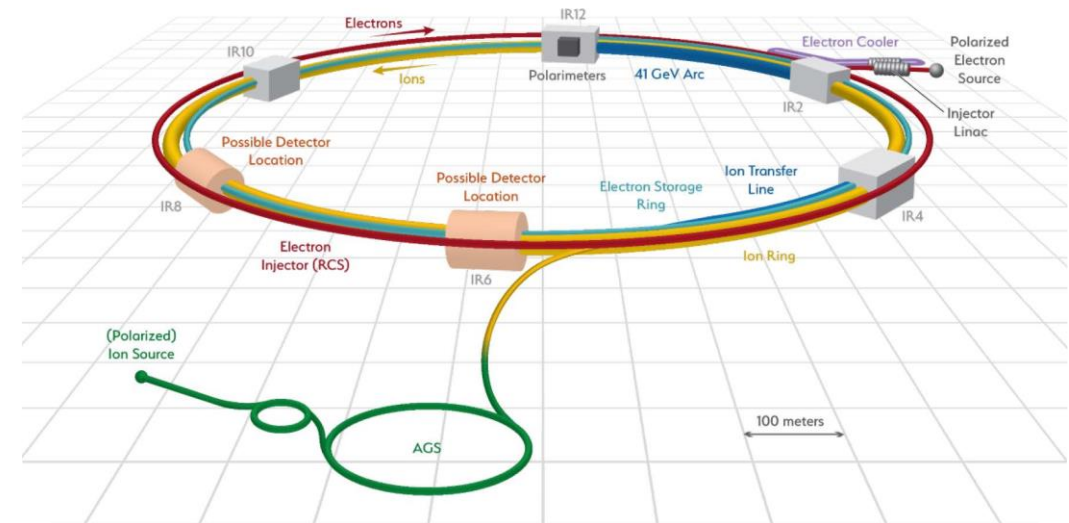 IR12
Electrons
IR10
Ions
Polarimeters
41 GeV Arc
Electron Cooler
Polarized
Electron
Source
IR2
Injector
Linac
Possible Detector
Location
Possible Detector
Location
Electron Storage
Ring
Ion Transfer
Line
IR8
IR4
Electron
Injector (RCS)
IR6
Ion Ring
(Polarized)
Ion Source
100 meters
AGS